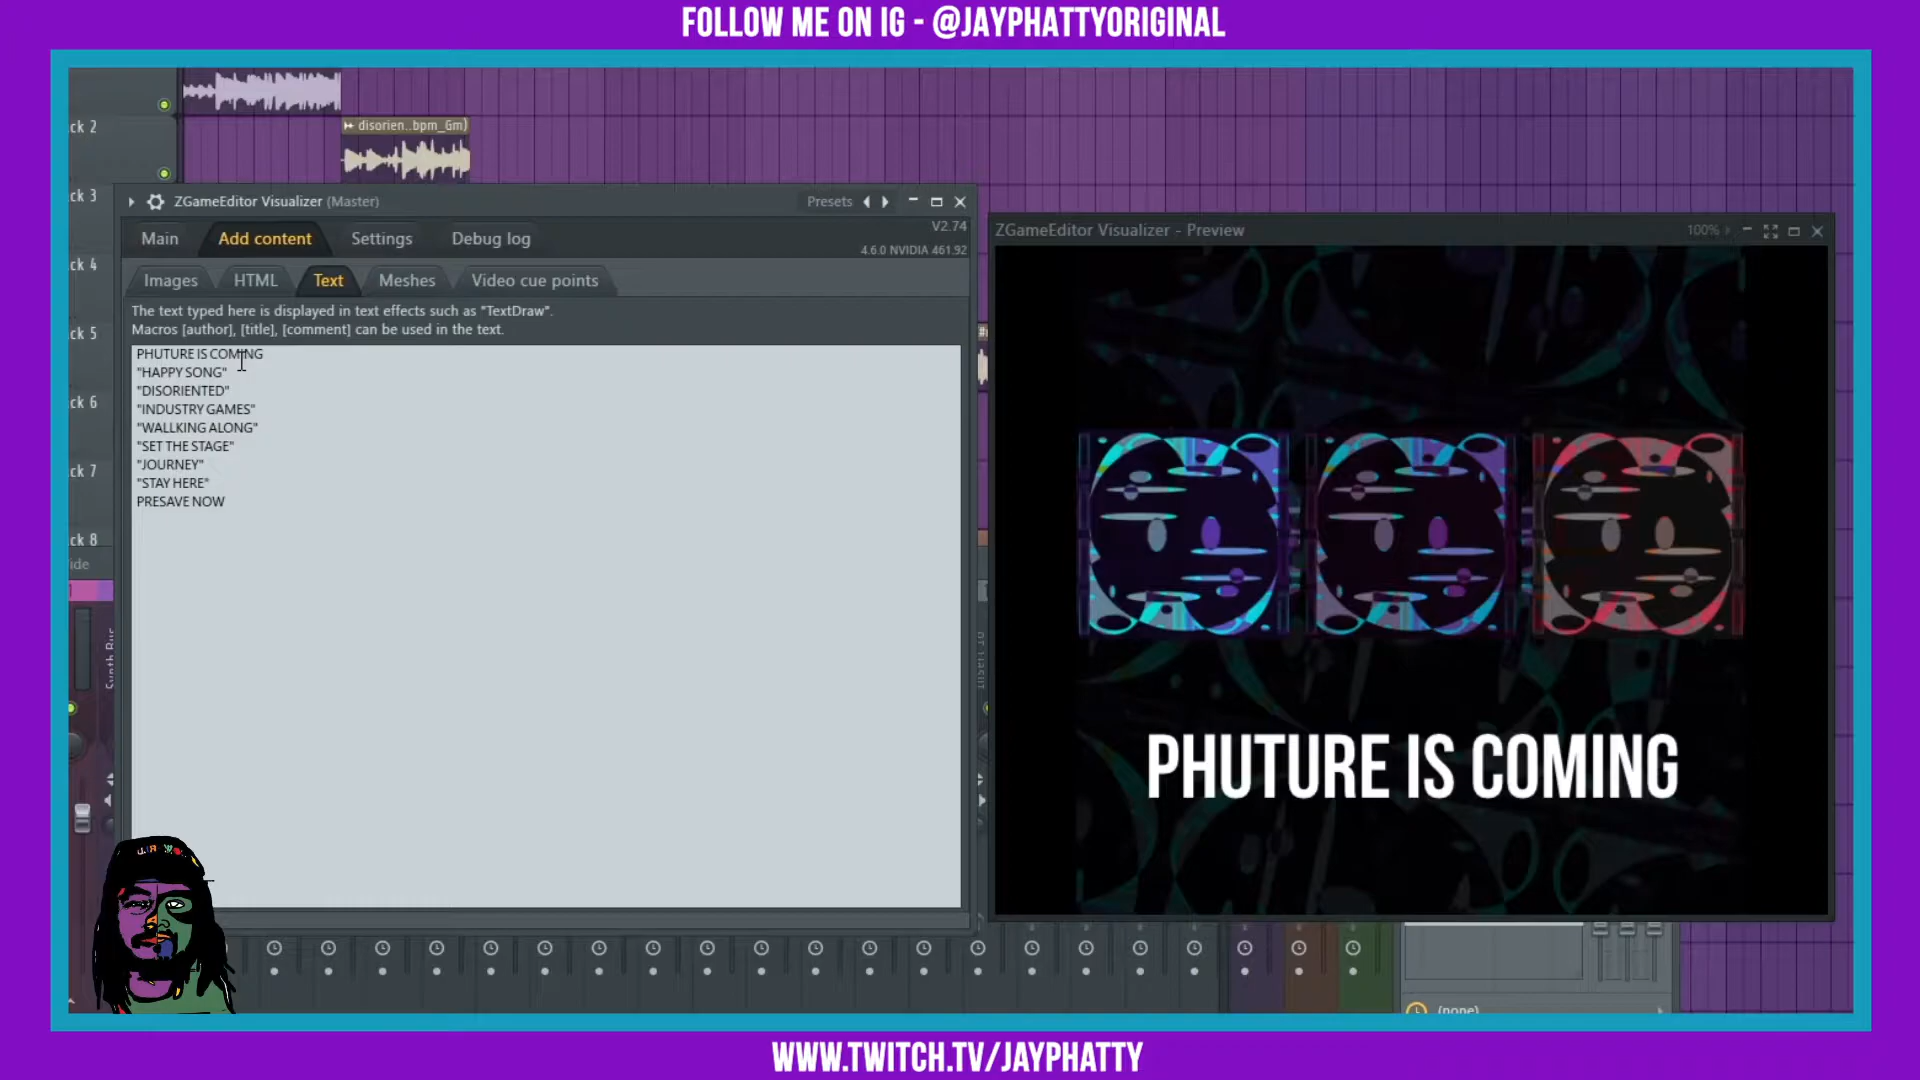 FOLLOW ME ON IG - @JAYPHATTYORIGINAL
ck 2
disorien..bpm_Gm)
ck 3
ZGameEditor Visualizer (Master)
Presets
Main
Add content
Settings
Debug log
V2.74
4.6.0 NVIDIA 461.92
ZGameEditor Visualizer - Preview
100%
ck 4
Images
HTML
Text
Meshes
Video cue points
The text typed here is displayed in text effects such as "TextDraw".
Macros [author], [title], [comment] can be used in the text.
ck 5
PHUTURE IS COMING
"HAPPY SONG"
"DISORIENTED"
"INDUSTRY GAMES"
"WALLKING ALONG"
"SET THE STAGE"
"JOURNEY"
"STAY HERE"
PRESAVE NOW
ck 6
ck 7
ck 8
ide
PHUTURE IS COMING
(none)
WWW.TWITCH.TV/JAYPHATTY